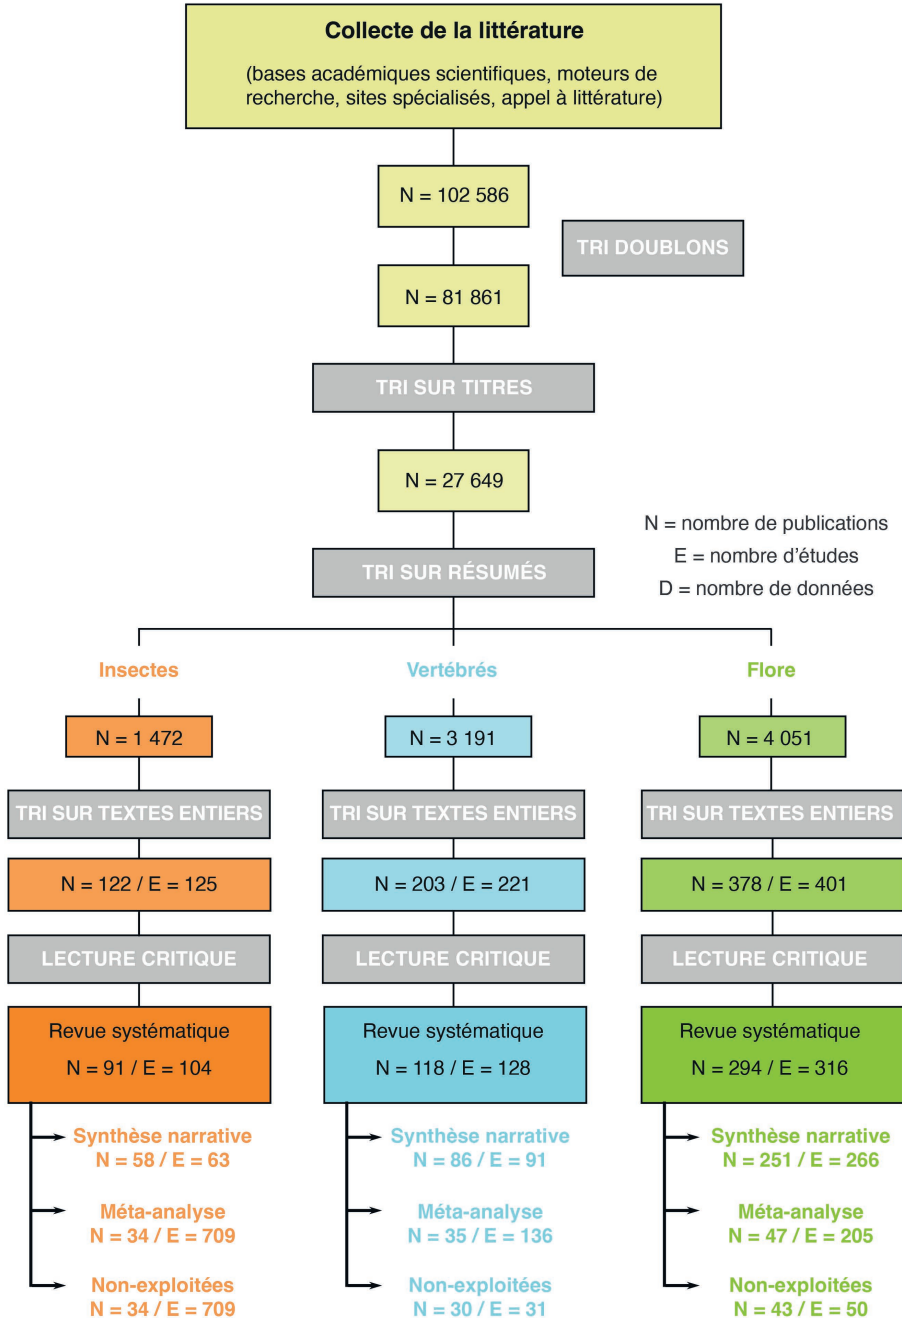 Collecte de la littérature
(bases académiques scientifiques, moteurs de
recherche, sites spécialisés, appel à littérature)
N = 102 586
TRI DOUBLONS
N = 81 861
TRI SUR TITRES
N = 27 649
N = nombre de publications
E = nombre d'études
D = nombre de données
TRI SUR RÉSUMÉS
Insectes
N = 1 472
TRI SUR TEXTES ENTIERS
N = 122 / E = 125
LECTURE CRITIQUE
Revue systématique
N = 91 / E = 104
Synthèse narrative
N = 58 / E = 63
Méta-analyse
N = 34 / E = 709
Non-exploitées
N = 34 / E = 709
Vertébrés
N = 3 191
TRI SUR TEXTES ENTIERS
N = 203 / E = 221
LECTURE CRITIQUE
Revue systématique
N = 118 / E = 128
Synthèse narrative
N = 86 / E = 91
Méta-analyse
N = 35 / E = 136
Non-exploitées
N = 30 / E = 31
Flore
N = 4 051
TRI SUR TEXTES ENTIERS
N = 378 / E = 401
LECTURE CRITIQUE
Revue systématique
N = 294 / E = 316
Synthèse narrative
N = 251 / E = 266
Méta-analyse
N = 47 / E = 205
Non-exploitées
N = 43 / E = 50